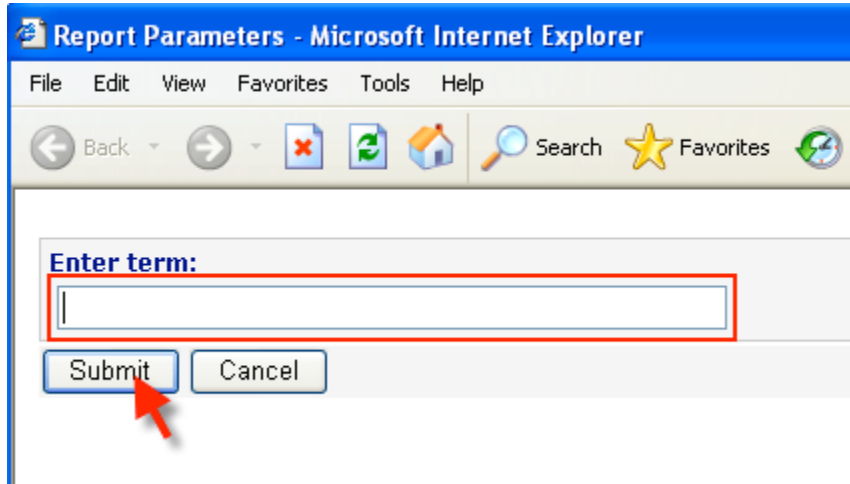 Report Parameters - Microsoft Internet Explorer
File Edit View Favorites Tools Help
Back Search Favorites
Enter term:
Submit Cancel